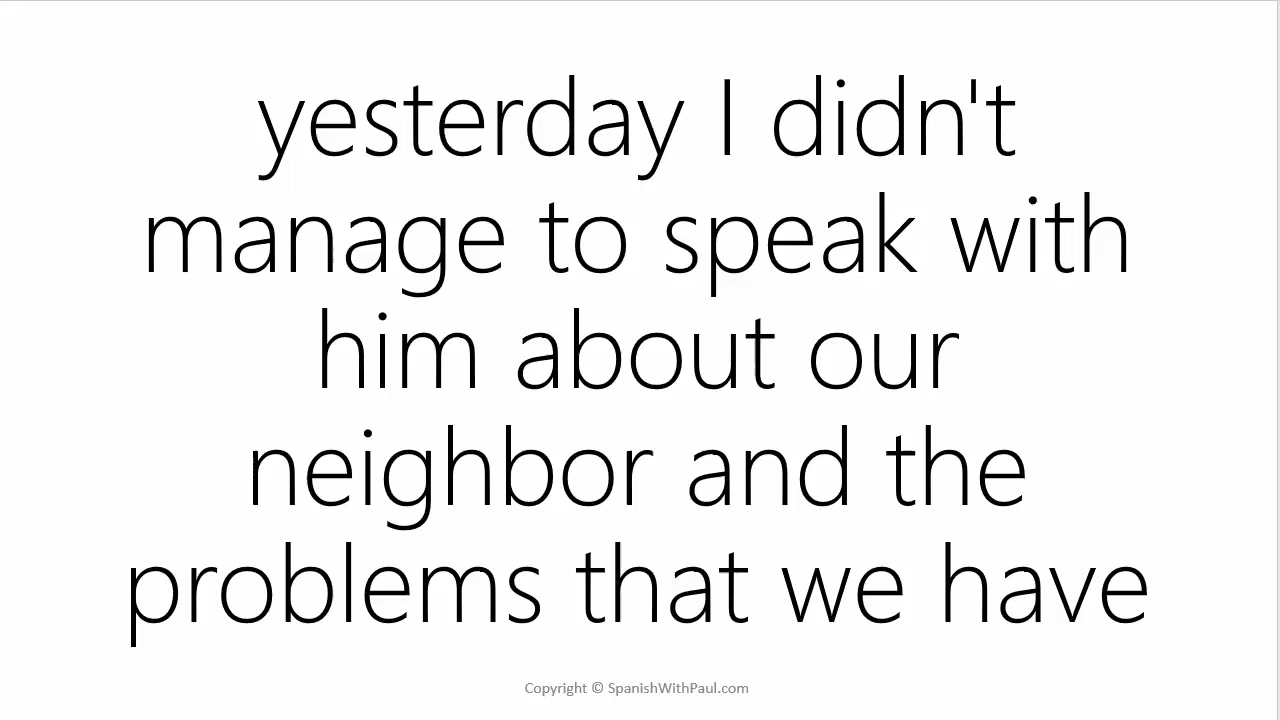 yesterday I didn't
manage to speak with
him about our
neighbor and the
problems that we have
Copyright © SpanishWithPaul.com